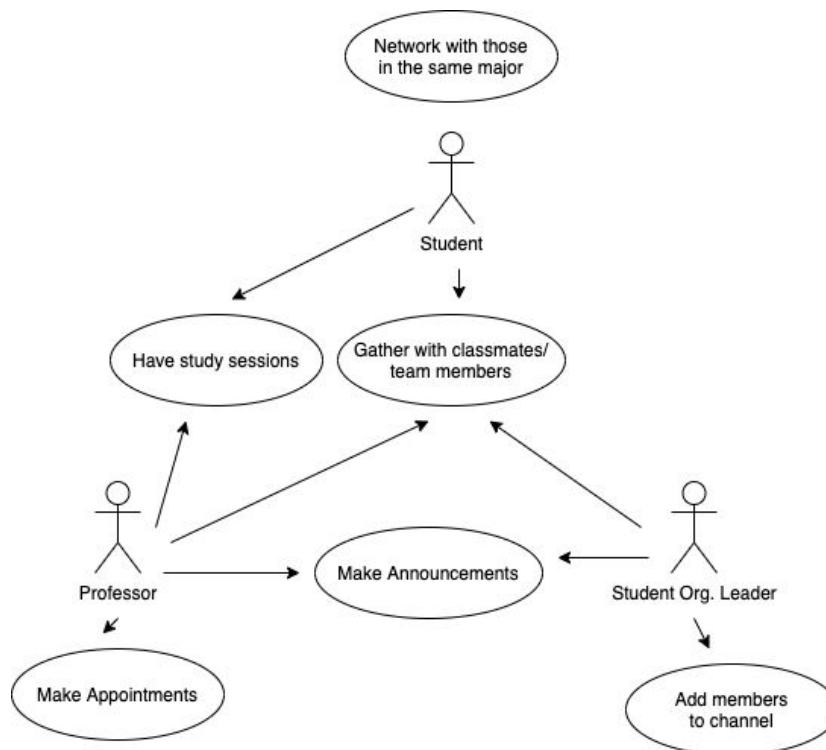 Network with those
in the same major
Student
Have study sessions
Gather with classmates/
team members
Make Announcements
Professor
Student Org. Leader
Make Appointments
Add members
to channel